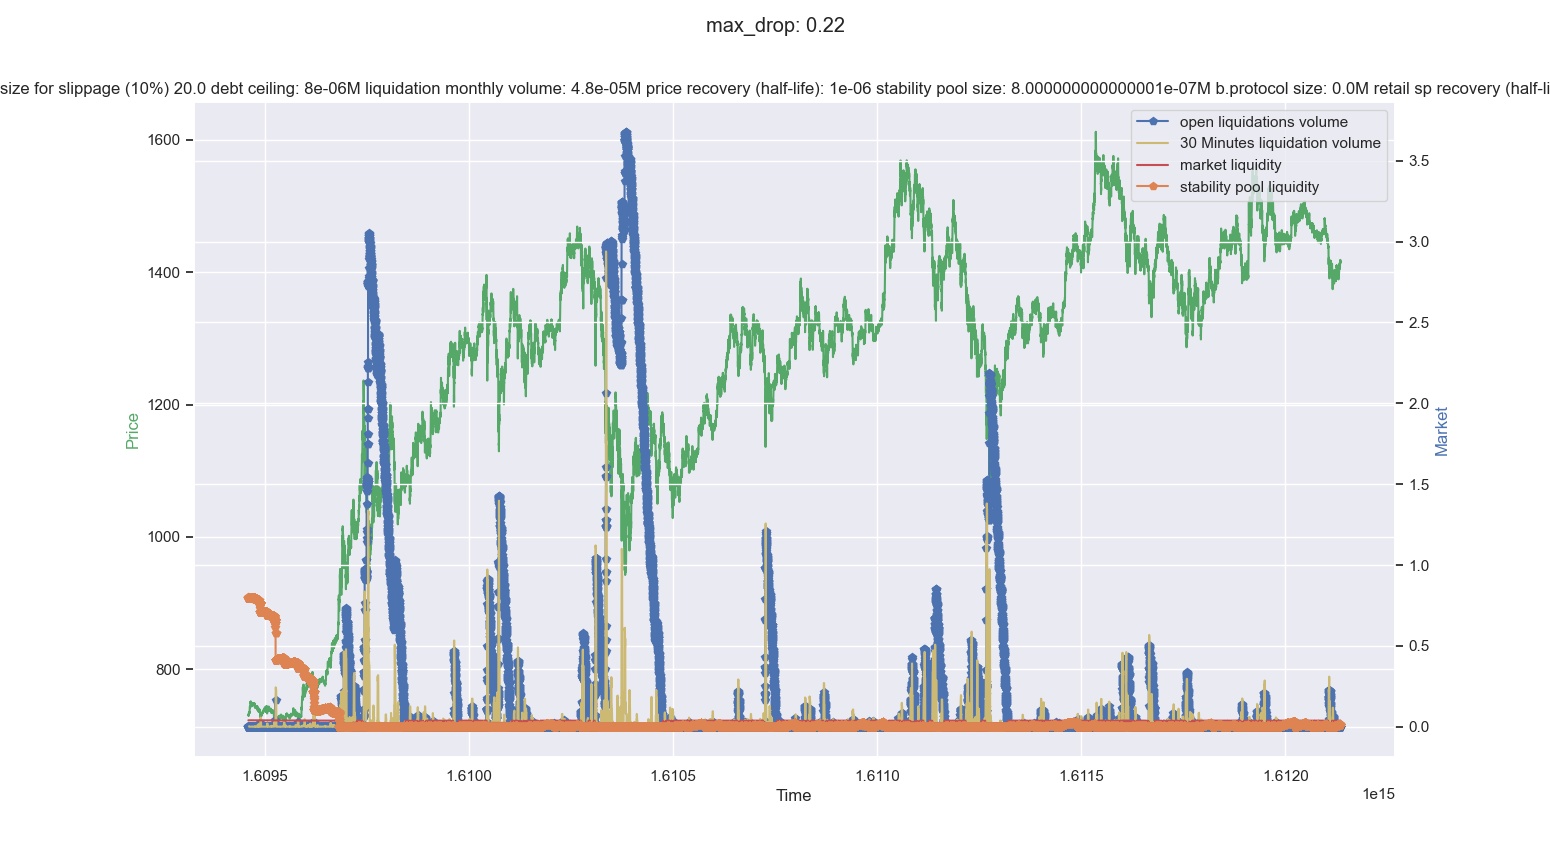 max_drop: 0.22
size for slippage (10%) 20.0 debt ceiling: 8e-06M liquidation monthly volume: 4.8e-05M price recovery (half-life): 1e-06 stability pool size: 8.000000000000001e-07M b.protocol size: 0.0M retail sp recovery (half-li
open liquidations volume
30 Minutes liquidation volume
market liquidity
stability pool liquidity
1600
1400
1200
1000
800
Price
3.5
3.0
2.5
2.0
1.5
1.0
0.5
0.0
Market
1.6095 1.6100 1.6105 1.6110 1.6115 1.6120
1e15
Time